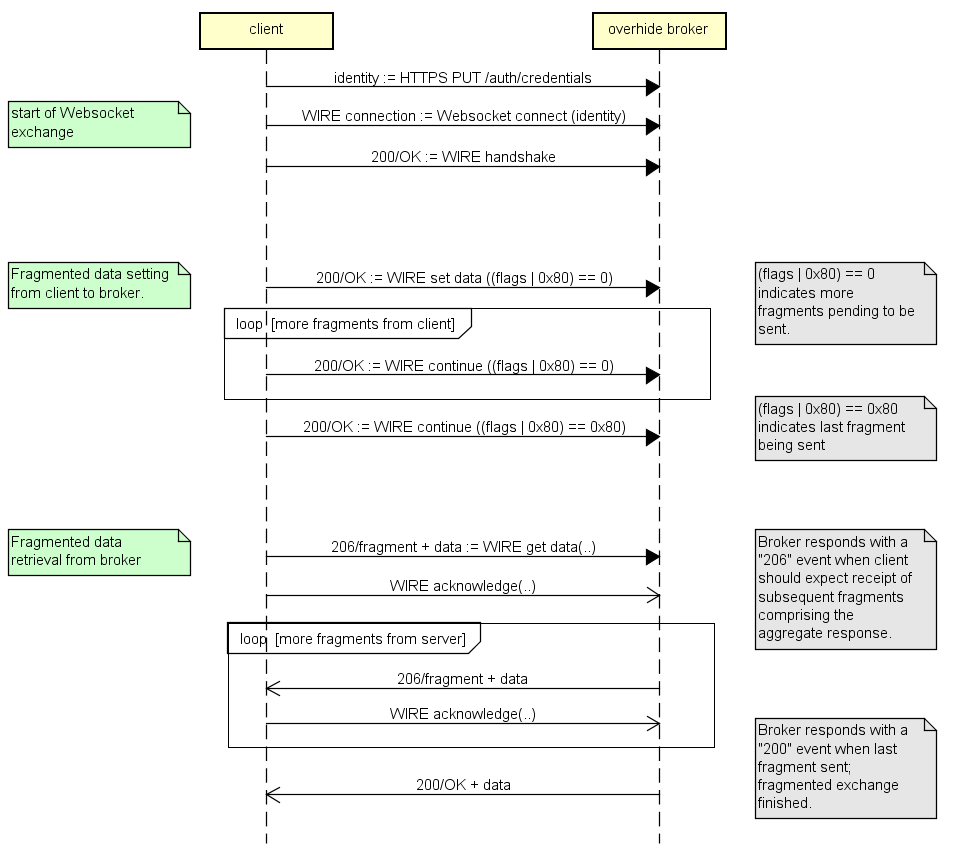 client
overhide broker
identity := HTTPS PUT /auth/credentials
start of Websocket
exchange
WIRE connection := Websocket connect (identity)
200/OK := WIRE handshake
Fragmented data setting
from client to broker.
200/OK := WIRE set data ((flags | 0x80) == 0)
(flags | 0x80) == 0
indicates more
fragments pending to be
sent.
loop [more fragments from client]
200/OK := WIRE continue ((flags | 0x80) == 0)
200/OK := WIRE continue ((flags | 0x80) == 0x80)
(flags | 0x80) == 0x80
indicates last fragment
being sent
Fragmented data
retrieval from broker
206/fragment + data := WIRE get data(..)
Broker responds with a
"206" event when client
should expect receipt of
subsequent fragments
comprising the
aggregate response.
WIRE acknowledge(..)
loop [more fragments from server]
206/fragment + data
WIRE acknowledge(..)
Broker responds with a
"200" event when last
fragment sent;
fragmented exchange
finished.
200/OK + data